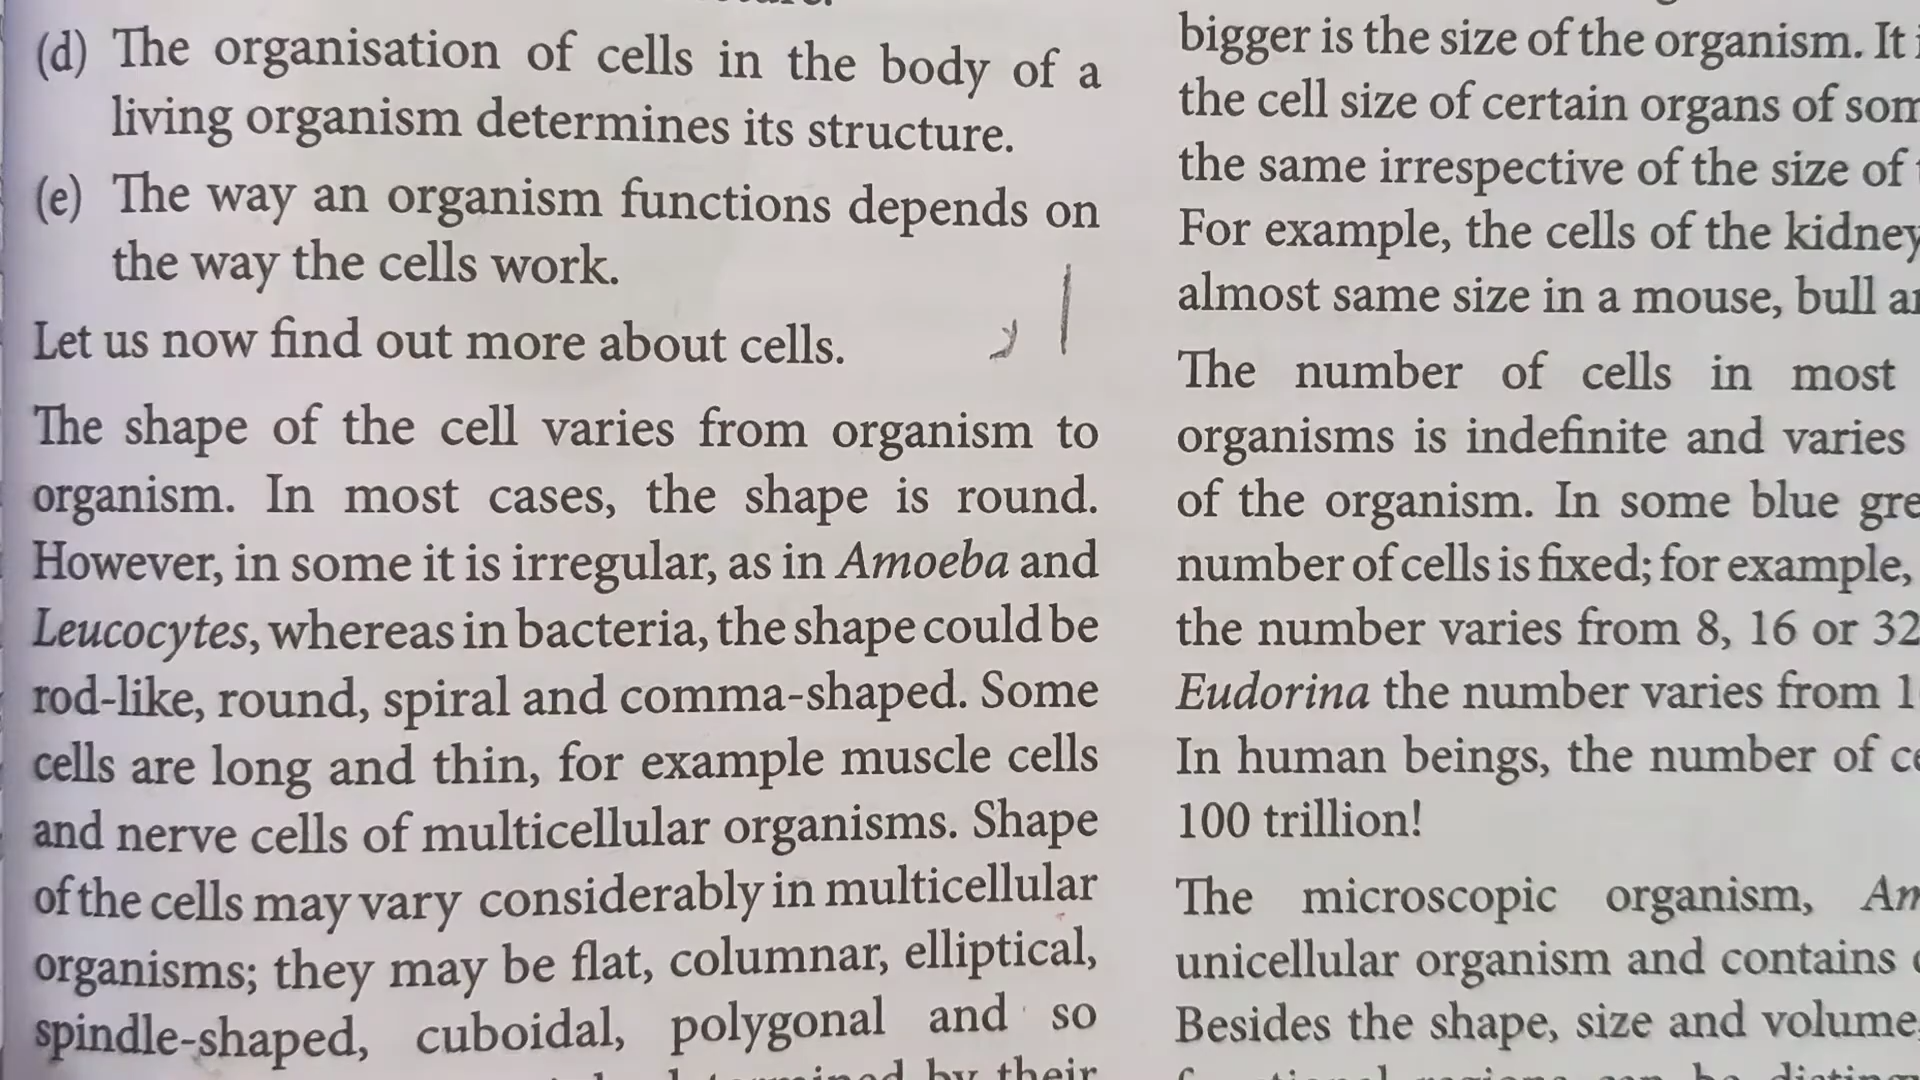 (d) The organisation of cells in the body of a
living organism determines its structure.
(e) The way an organism functions depends on
the way the cells work.
Let us now find out more about cells.
The shape of the cell varies from organism to
organism. In most cases, the shape is round.
However, in some it is irregular, as in Amoeba and
Leucocytes, whereas in bacteria, the shape could be
rod-like, round, spiral and comma-shaped. Some
cells are long and thin, for example muscle cells
and nerve cells of multicellular organisms. Shape
of the cells may vary considerably in multicellular
organisms; they may be flat, columnar, elliptical,
spindle-shaped, cuboidal, polygonal and so
by their
bigger is the size of the organism. It
the cell size of certain organs of
the same irrespective of the size of
For example, the cells of the kidney
almost same size in a mouse, bull
The number of cells in most
organisms is indefinite and varies
of the organism. In some blue
number of cells is fixed; for example,
the number varies from 8, 16 or 32
Eudorina the number varies from
In human beings, the number of
100 trillion!
The microscopic organism,
unicellular organism and contains
Besides the shape, size and volume